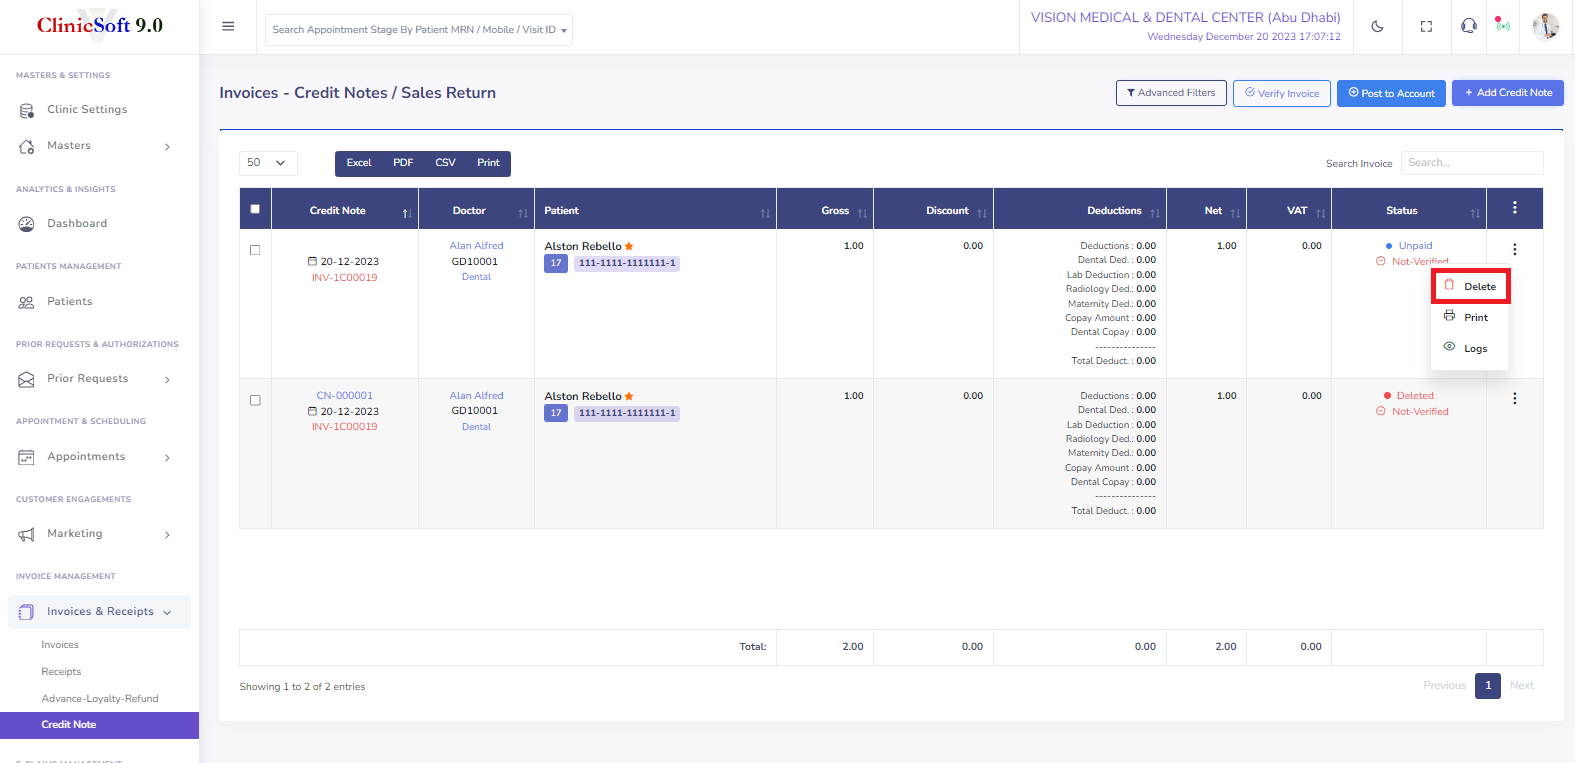 ClinicSoft 9.0
Search Appointment Stage By Patient MRN / Mobile / Visit ID
VISION MEDICAL & DENTAL CENTER (Abu Dhabi)
Wednesday December 20 2023 17:07:12
MASTERS & SETTINGS
Clinic Settings
Masters
ANALYTICS & INSIGHTS
Dashboard
PATIENTS MANAGEMENT
Patients
PRIOR REQUESTS & AUTHORIZATIONS
Prior Requests
APPOINTMENT & SCHEDULING
Appointments
CUSTOMER ENGAGEMENTS
Marketing
INVOICE MANAGEMENT
Invoices & Receipts
Invoices
Receipts
Advance-Loyalty-Refund
Credit Note
E-CLAIMS MANAGEMENT
Invoices - Credit Notes / Sales Return
Advanced Filters Verify Invoice Post to Account + Add Credit Note
50 Excel PDF CSV Print Search Invoice Search...
Credit Note Doctor Patient Gross Discount Deductions Net VAT Status
20-12-2023
INV-1C00019
Alan Alfred
GD10001
Dental
Alston Rebello
17 111-1111-1111111-1
1.00
0.00
Deductions : 0.00
Dental Ded. : 0.00
Lab Deduction : 0.00
Radiology Ded.: 0.00
Maternity Ded.: 0.00
Copay Amount : 0.00
Dental Copay : 0.00
---------------
Total Deduct. : 0.00
1.00
0.00
Unpaid
Not-Verified
Delete
Print
Logs
CN-000001
20-12-2023
INV-1C00019
Alan Alfred
GD10001
Dental
Alston Rebello
17 111-1111-1111111-1
1.00
0.00
Deductions : 0.00
Dental Ded. : 0.00
Lab Deduction : 0.00
Radiology Ded.: 0.00
Maternity Ded.: 0.00
Copay Amount : 0.00
Dental Copay : 0.00
---------------
Total Deduct. : 0.00
1.00
0.00
Deleted
Not-Verified
Total: 2.00 0.00 0.00 2.00 0.00
Showing 1 to 2 of 2 entries
Previous 1 Next